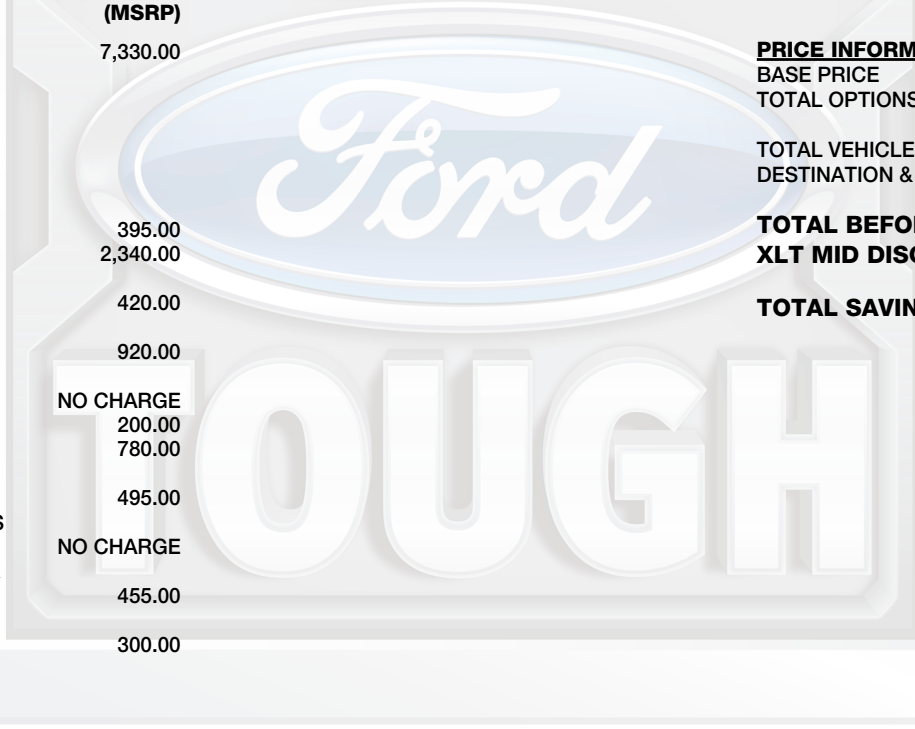 (MSRP)
7,330.00
395.00
2,340.00
420.00
920.00
NO CHARGE
200.00
780.00
495.00
S
NO CHARGE
455.00
300.00
PRICE INFORM
BASE PRICE
TOTAL OPTIONS
TOTAL VEHICLE
DESTINATION &
TOTAL BEFO
XLT MID DISC
TOTAL SAVIN
Ford
TOUGH